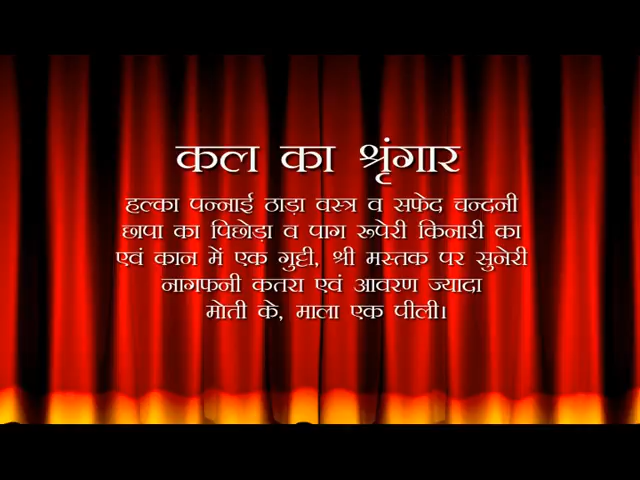 कल का श्रृंगार
हल्का पन्नाई ठाड़ा वस्त्र व सफेद चन्दनी
छापा का पिछोड़ा व पाग रूपेरी किनारी का
एवं कान में एक गुद्दी, श्री मस्तक पर सुनेरी
नागफनी कतरा एवं आवरण ज्यादा
मोती के, माला एक पीली।